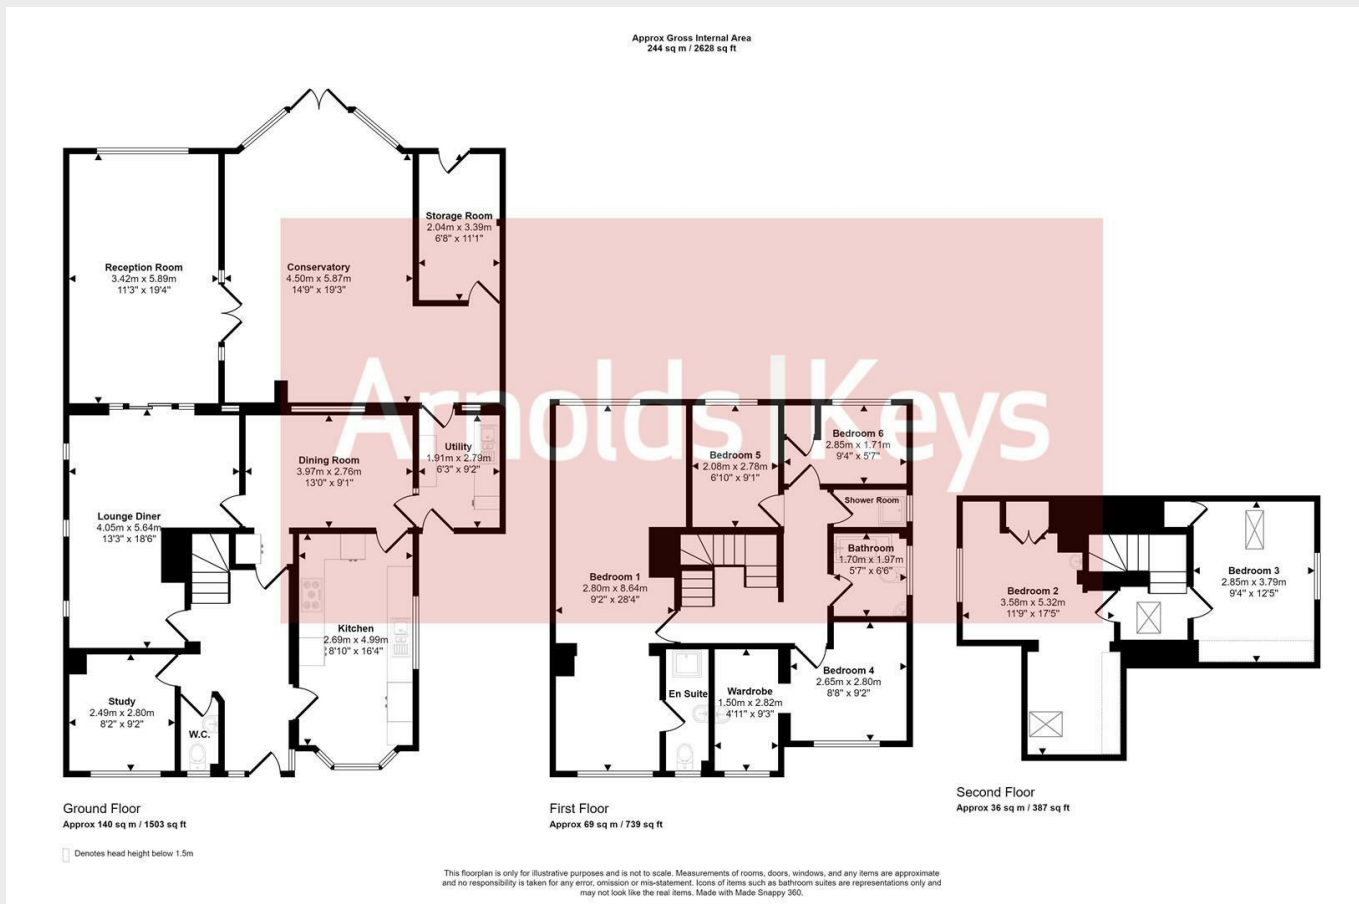 Approx Gross Internal Area
244 sq m / 2628 sq ft
Reception Room
3.42m x 5.89m
11'3" x 19'4"
Conservatory
4.50m x 5.87m
14'9" x 19'3"
Storage Room
2.04m x 3.39m
6'8" x 11'1"
Arnolds | Keys
Lounge Diner
4.05m x 5.64m
13'3" x 18'6"
Dining Room
3.97m x 2.76m
13'0" x 9'1"
Utility
1.91m x 2.79m
6'3" x 9'2"
Kitchen
2.69m x 4.99m
8'10" x 16'4"
Study
2.49m x 2.80m
8'2" x 9'2"
W.C.
Ground Floor
Approx 140 sq m / 1503 sq ft
Bedroom 1
2.80m x 8.64m
9'2" x 28'4"
Bedroom 5
2.08m x 2.78m
6'10" x 9'1"
Bedroom 6
2.85m x 1.71m
9'4" x 5'7"
Shower Room
Bathroom
1.70m x 1.97m
5'7" x 6'6"
Bedroom 4
2.65m x 2.80m
8'8" x 9'2"
En Suite
Wardrobe
1.50m x 2.82m
4'11" x 9'3"
First Floor
Approx 69 sq m / 739 sq ft
Bedroom 2
3.58m x 5.32m
11'9" x 17'5"
Bedroom 3
2.85m x 3.79m
9'4" x 12'5"
Second Floor
Approx 36 sq m / 387 sq ft
Denotes head height below 1.5m
This floorplan is only for illustrative purposes and is not to scale. Measurements of rooms, doors, windows, and any items are approximate
and no responsibility is taken for any error, omission or mis-statement. Icons of items such as bathroom suites are representations only and
may not look like the real items. Made with Made Snappy 360.